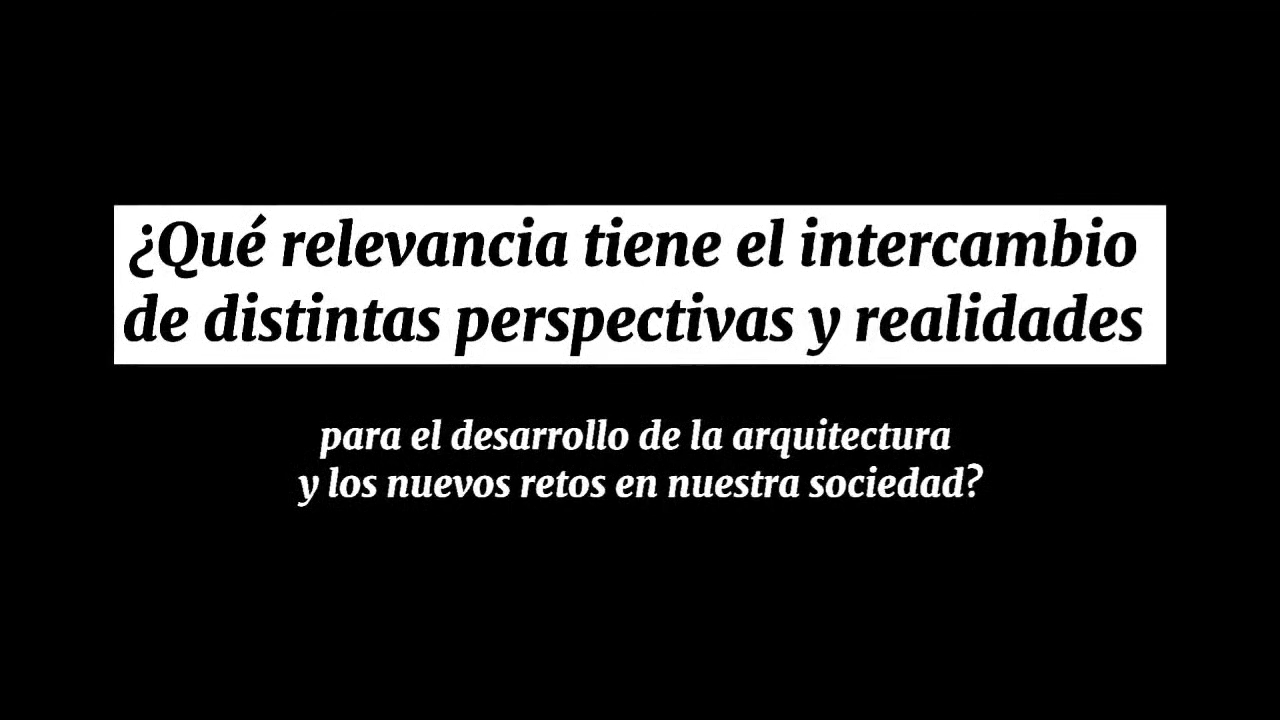 ¿Qué relevancia tiene el intercambio
de distintas perspectivas y realidades
para el desarrollo de la arquitectura
y los nuevos retos en nuestra sociedad?